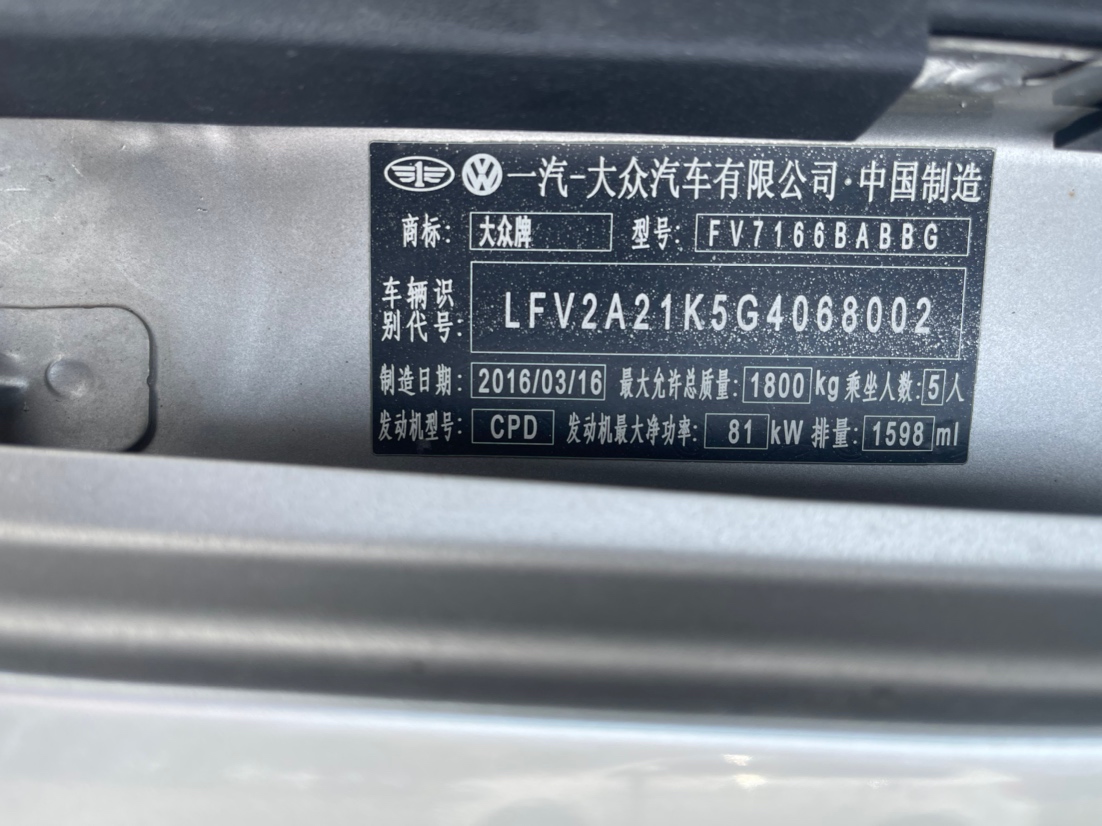 一汽-大众汽车有限公司·中国制造
商标: 大众牌 型号: FV7166BABBG
车辆识别代号: LFV2A21K5G4068002
制造日期: 2016/03/16 最大允许总质量: 1800 kg 乘坐人数: 5 人
发动机型号: CPD 发动机最大净功率: 81 kW 排量: 1598 ml